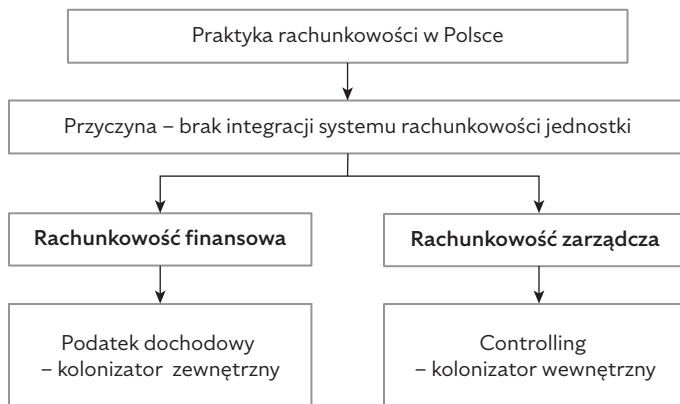 Praktyka rachunkowości w Polsce
Przyczyna – brak integracji systemu rachunkowości jednostki
Rachunkowość finansowa
Rachunkowość zarządcza
Podatek dochodowy
– kolonizator zewnętrzny
Controlling
– kolonizator wewnętrzny